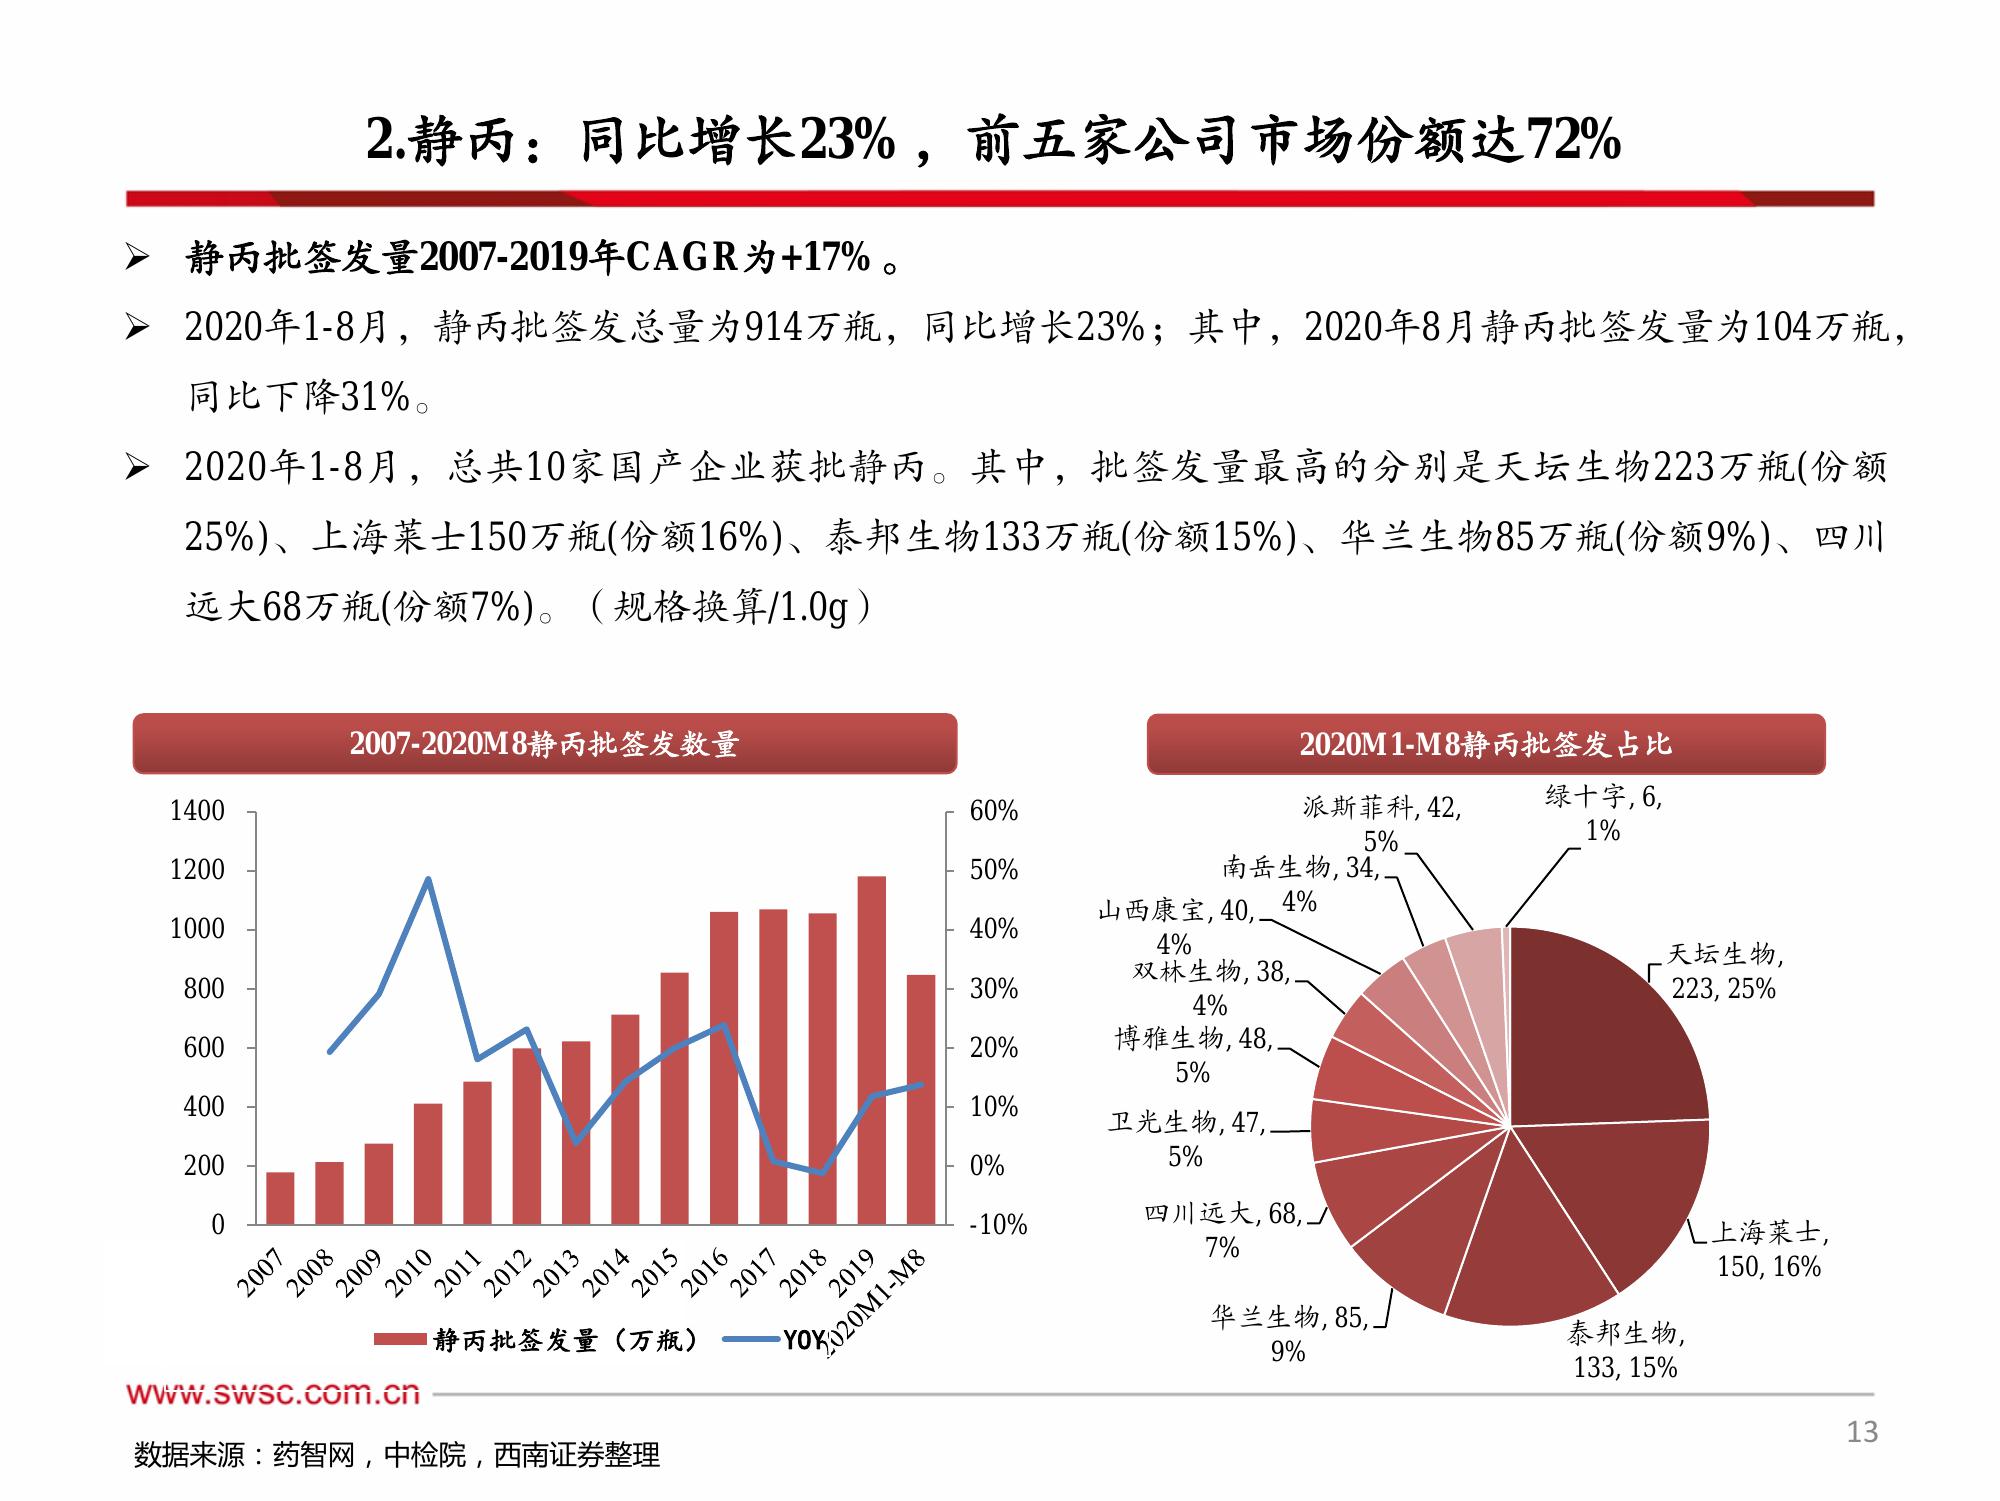 2.静丙：同比增长23%，前五家公司市场份额达72%
➢ 静丙批签发量2007-2019年CAGR为+17%。
➢ 2020年1-8月，静丙批签发总量为914万瓶，同比增长23%；其中，2020年8月静丙批签发量为104万瓶，
同比下降31%。
➢ 2020年1-8月，总共10家国产企业获批静丙。其中，批签发量最高的分别是天坛生物223万瓶(份额
25%)、上海莱士150万瓶(份额16%)、泰邦生物133万瓶(份额15%)、华兰生物85万瓶(份额9%)、四川
远大68万瓶(份额7%)。（规格换算/1.0g）
2007-2020M8静丙批签发数量
1400
1200
1000
800
600
400
200
0
60%
50%
40%
30%
20%
10%
0%
-10%
2007
2008
2009
2010
2011
2012
2013
2014
2015
2016
2017
2018
2019
2020M1-M8
静丙批签发量（万瓶）
YOY
2020M1-M8静丙批签发占比
绿十字, 6,
1%
派斯菲科, 42,
5%
南岳生物, 34,
4%
山西康宝, 40,
4%
双林生物, 38,
4%
博雅生物, 48,
5%
卫光生物, 47,
5%
四川远大, 68,
7%
华兰生物, 85,
9%
天坛生物,
223, 25%
上海莱士,
150, 16%
泰邦生物,
133, 15%
www.swsc.com.cn
数据来源：药智网，中检院，西南证券整理
13